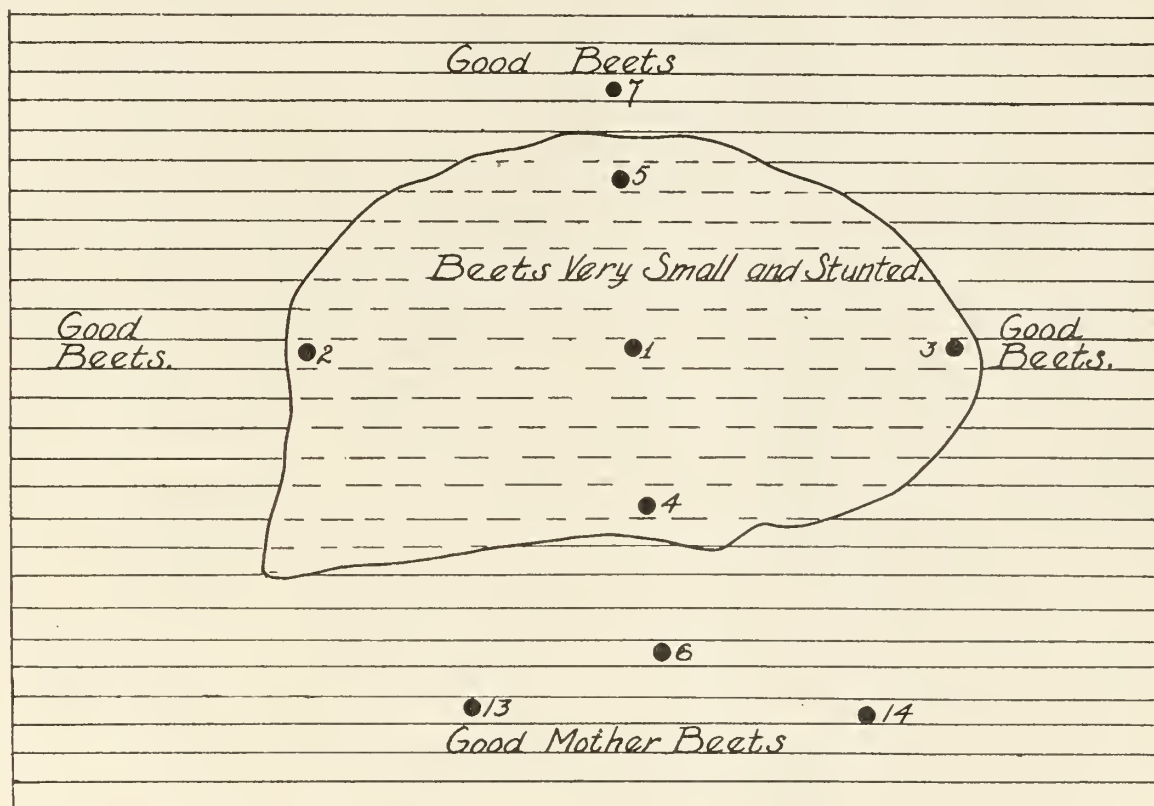 Good Beets
7
5
Beets Very Small and Stunted.
Good
Beets.
2
1
3
Good
Beets.
4
6
13
14
Good Mother Beets